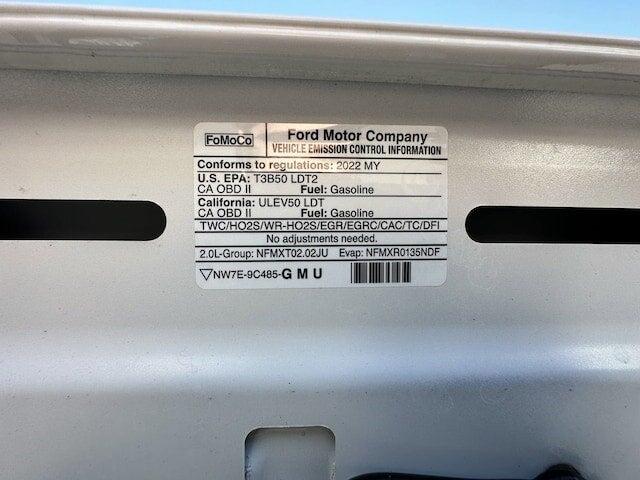 FoMoCo
Ford Motor Company
VEHICLE EMISSION CONTROL INFORMATION
Conforms to regulations: 2022 MY
U.S. EPA: T3B50 LDT2
CA OBD II Fuel: Gasoline
California: ULEV50 LDT
CA OBD II Fuel: Gasoline
TWC/HO2S/WR-HO2S/EGR/EGRC/CAC/TC/DFI
No adjustments needed.
2.0L-Group: NFMXT02.02JU Evap: NFMXR0135NDF
NW7E-9C485-GMU